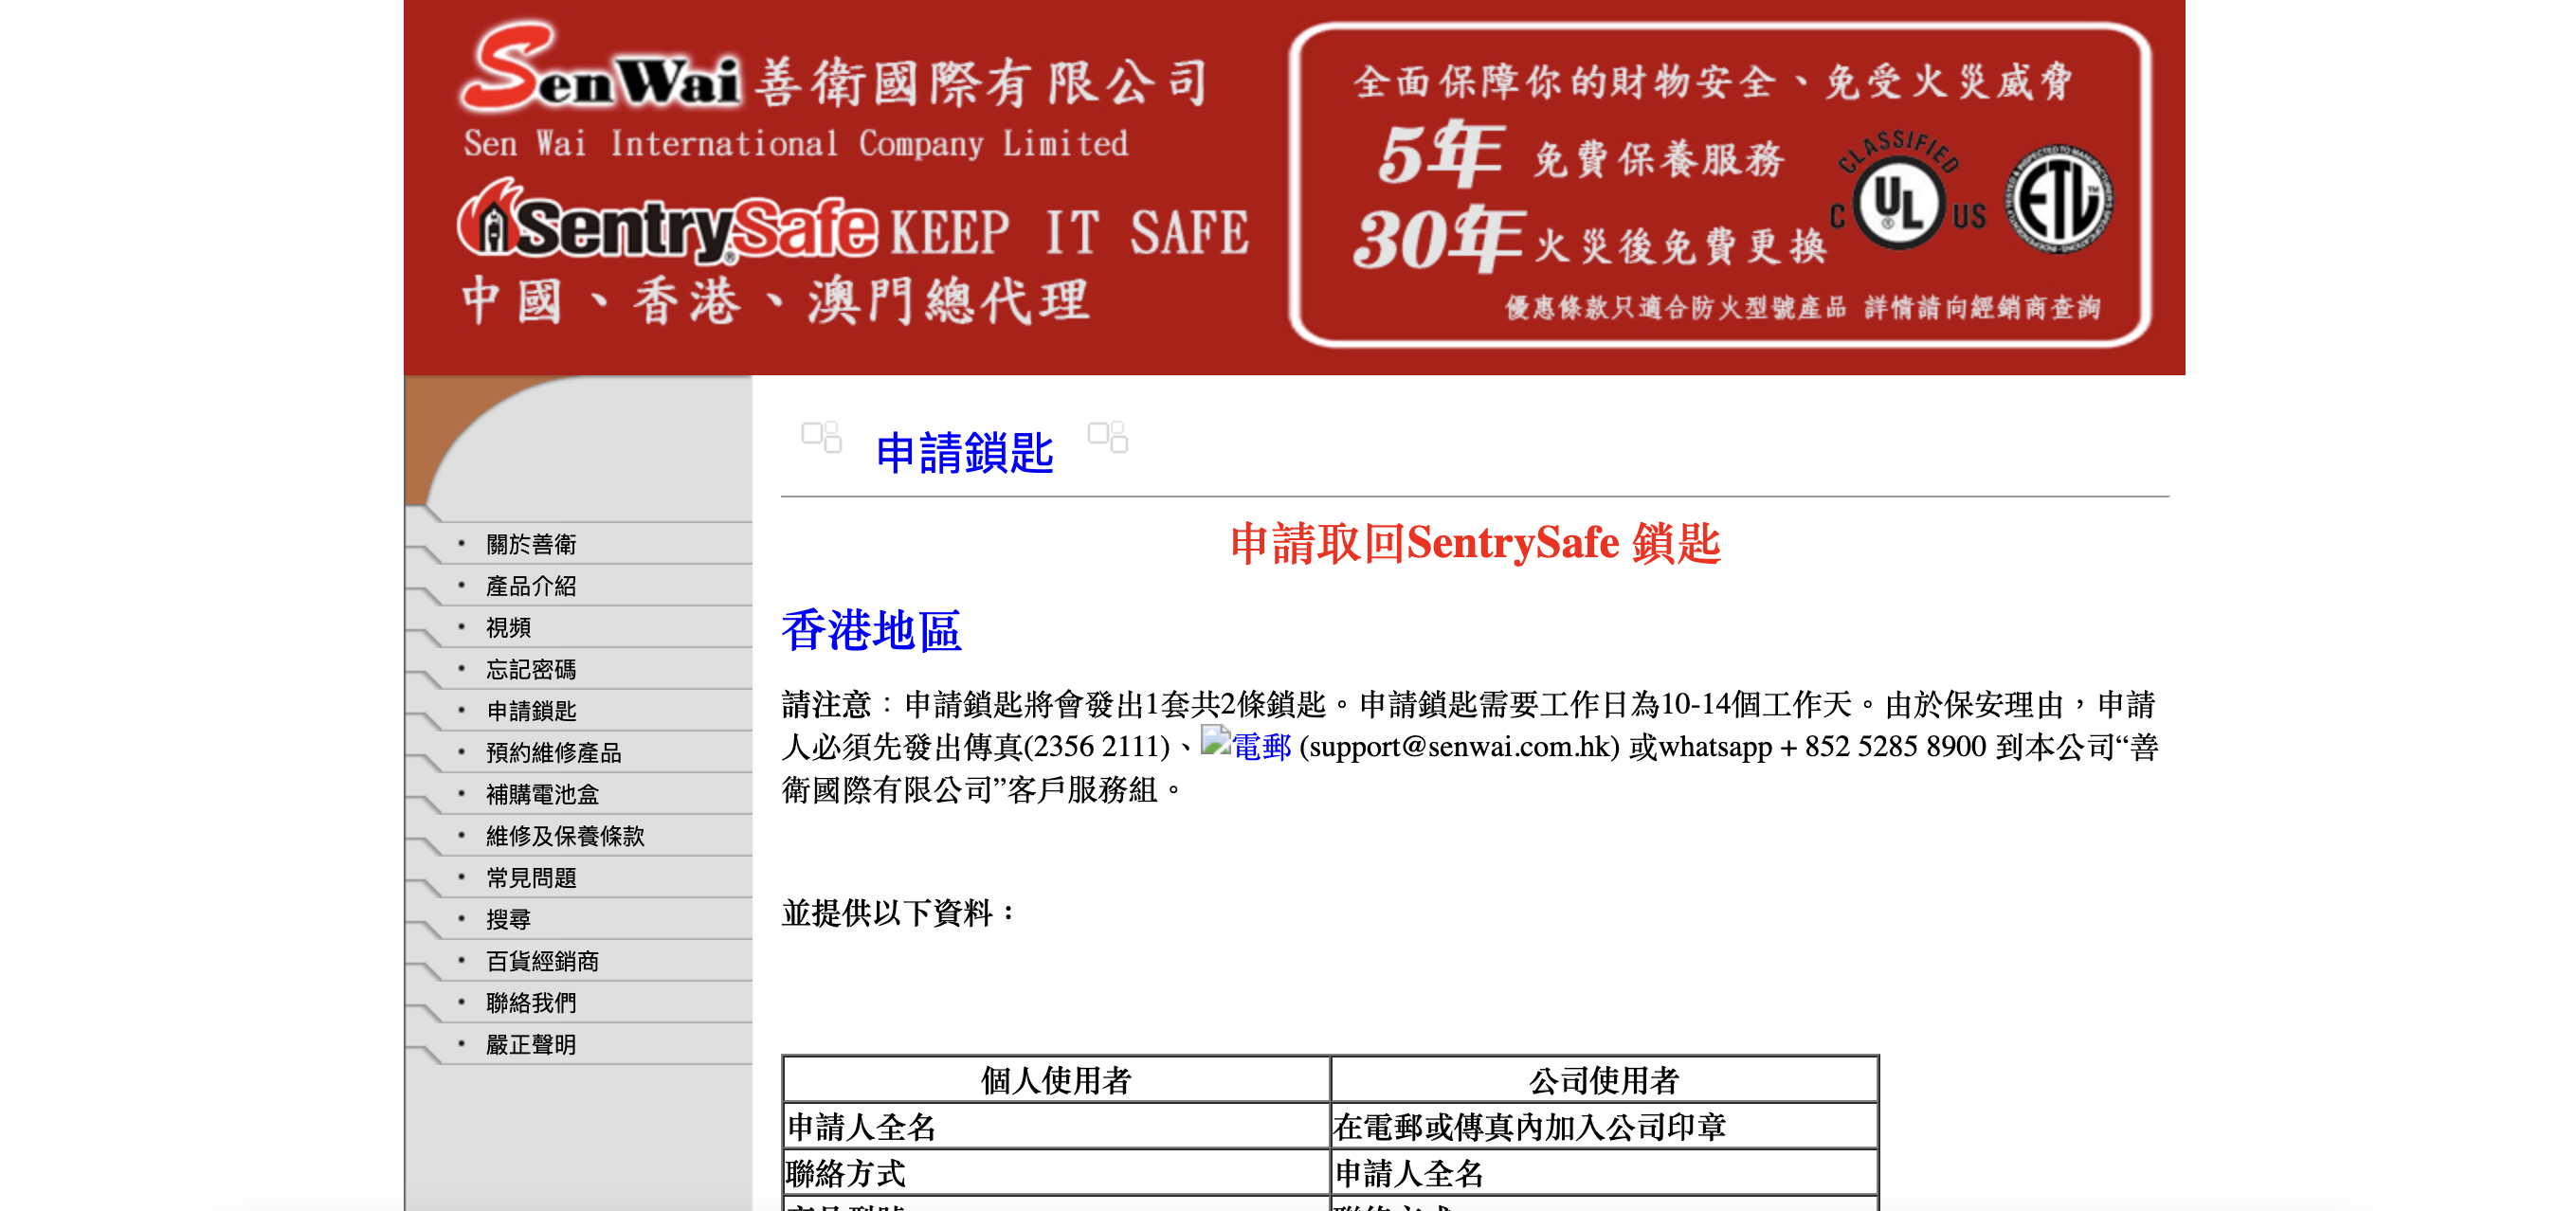 SenWai 善衛國際有限公司
Sen Wai International Company Limited
SentrySafe KEEP IT SAFE
中國、香港、澳門總代理
全面保障你的財物安全、免受火災威脅
5年 免費保養服務
30年 火災後免費更換
CLASSIFIED
C UL US
ETL
優惠條款只適合防火型號產品 詳情請向經銷商查詢
關於善衛
產品介紹
視頻
忘記密碼
申請鎖匙
預約維修產品
補購電池盒
維修及保養條款
常見問題
搜尋
百貨經銷商
聯絡我們
嚴正聲明
申請鎖匙
申請取回SentrySafe 鎖匙
香港地區
請注意：申請鎖匙將會發出1套共2條鎖匙。申請鎖匙需要工作日為10-14個工作天。由於保安理由，申請
人必須先發出傳真(2356 2111)、電郵 (support@senwai.com.hk) 或whatsapp + 852 5285 8900 到本公司“善
衛國際有限公司”客戶服務組。
並提供以下資料：
個人使用者 公司使用者
申請人全名 在電郵或傳真內加入公司印章
聯絡方式 申請人全名